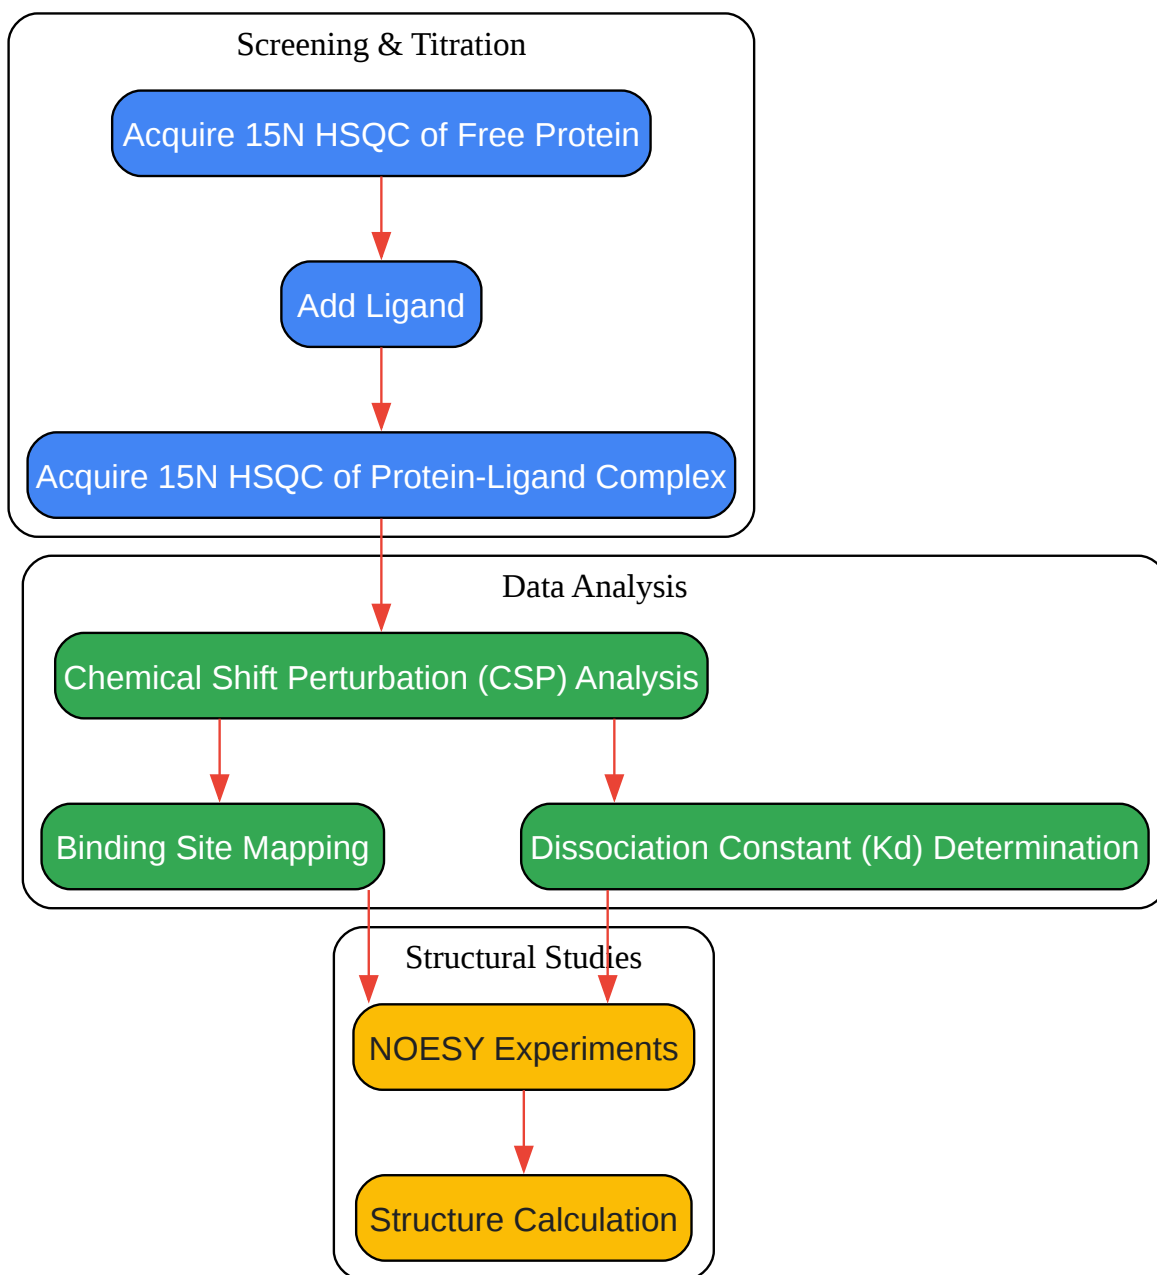 Screening & Titration
Acquire 15N HSQC of Free Protein
Add Ligand
Acquire 15N HSQC of Protein-Ligand Complex
Data Analysis
Chemical Shift Perturbation (CSP) Analysis
Binding Site Mapping
Dissociation Constant (Kd) Determination
Structural Studies
NOESY Experiments
Structure Calculation